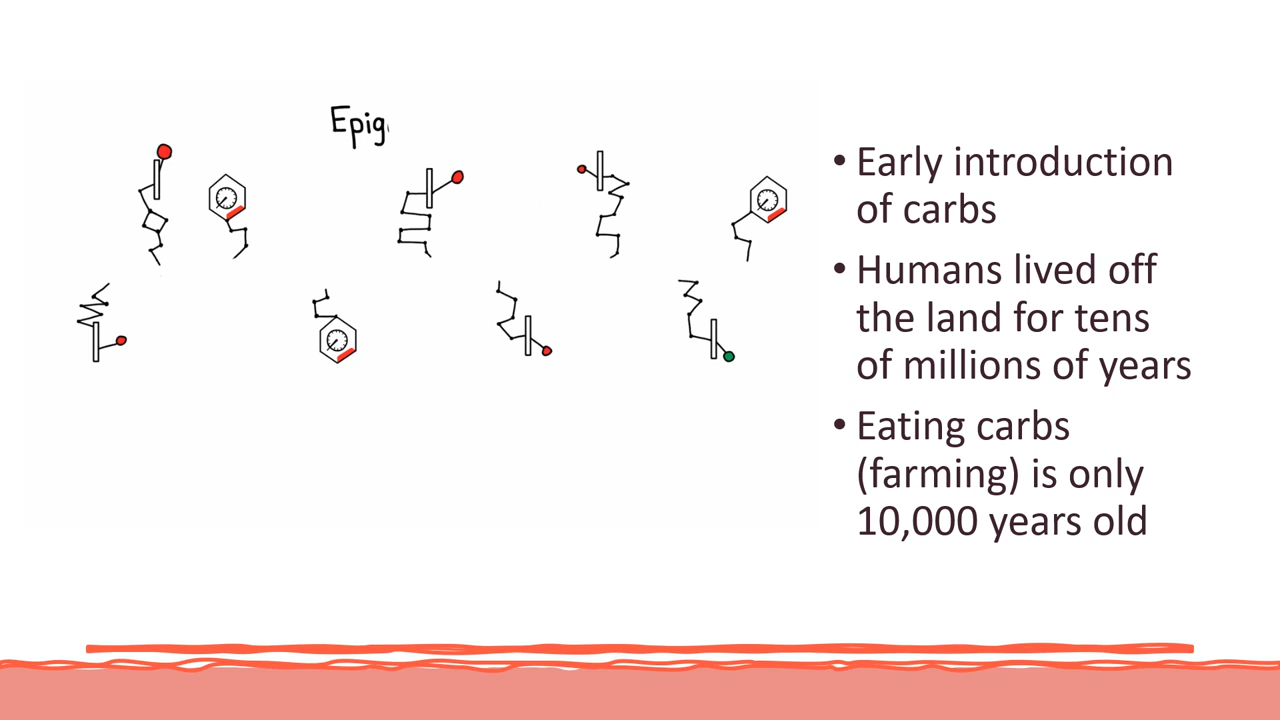 Epig
• Early introduction
of carbs
• Humans lived off
the land for tens
of millions of years
• Eating carbs
(farming) is only
10,000 years old